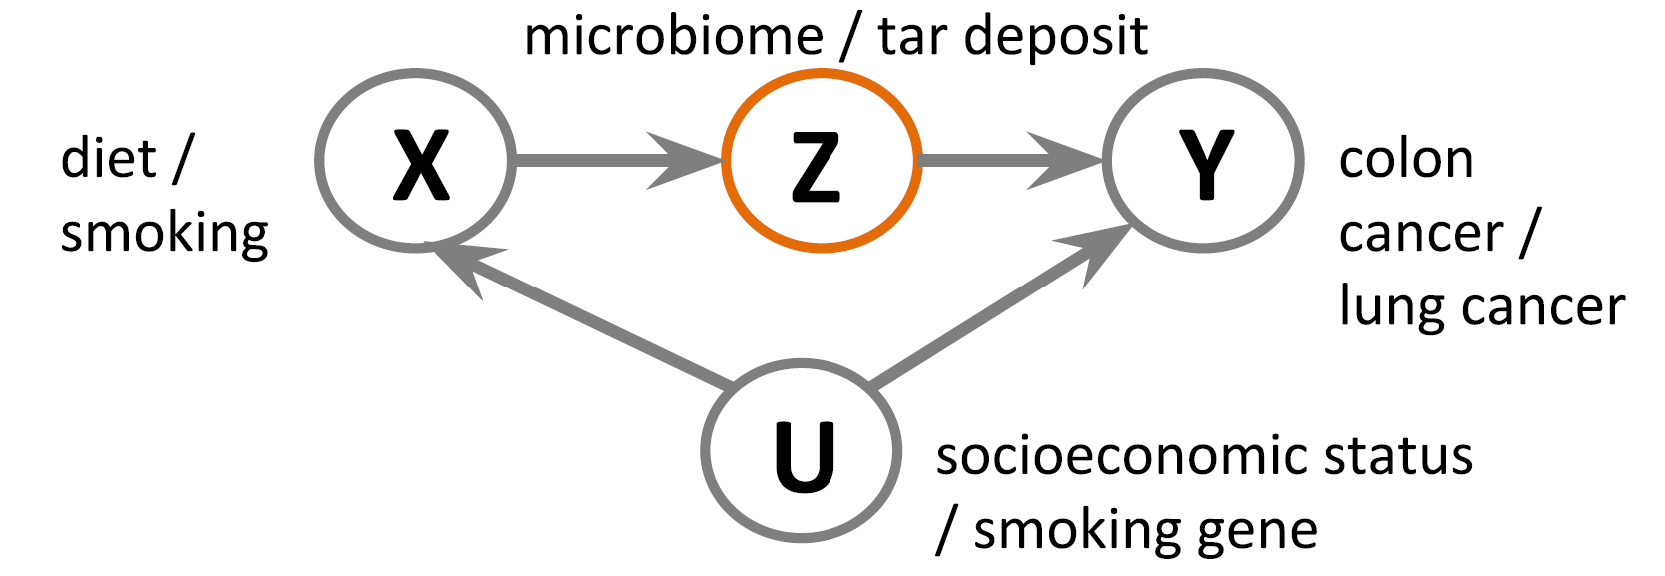 microbiome / tar deposit
diet /
smoking
X
Z
Y
colon
cancer /
lung cancer
U
socioeconomic status
/ smoking gene